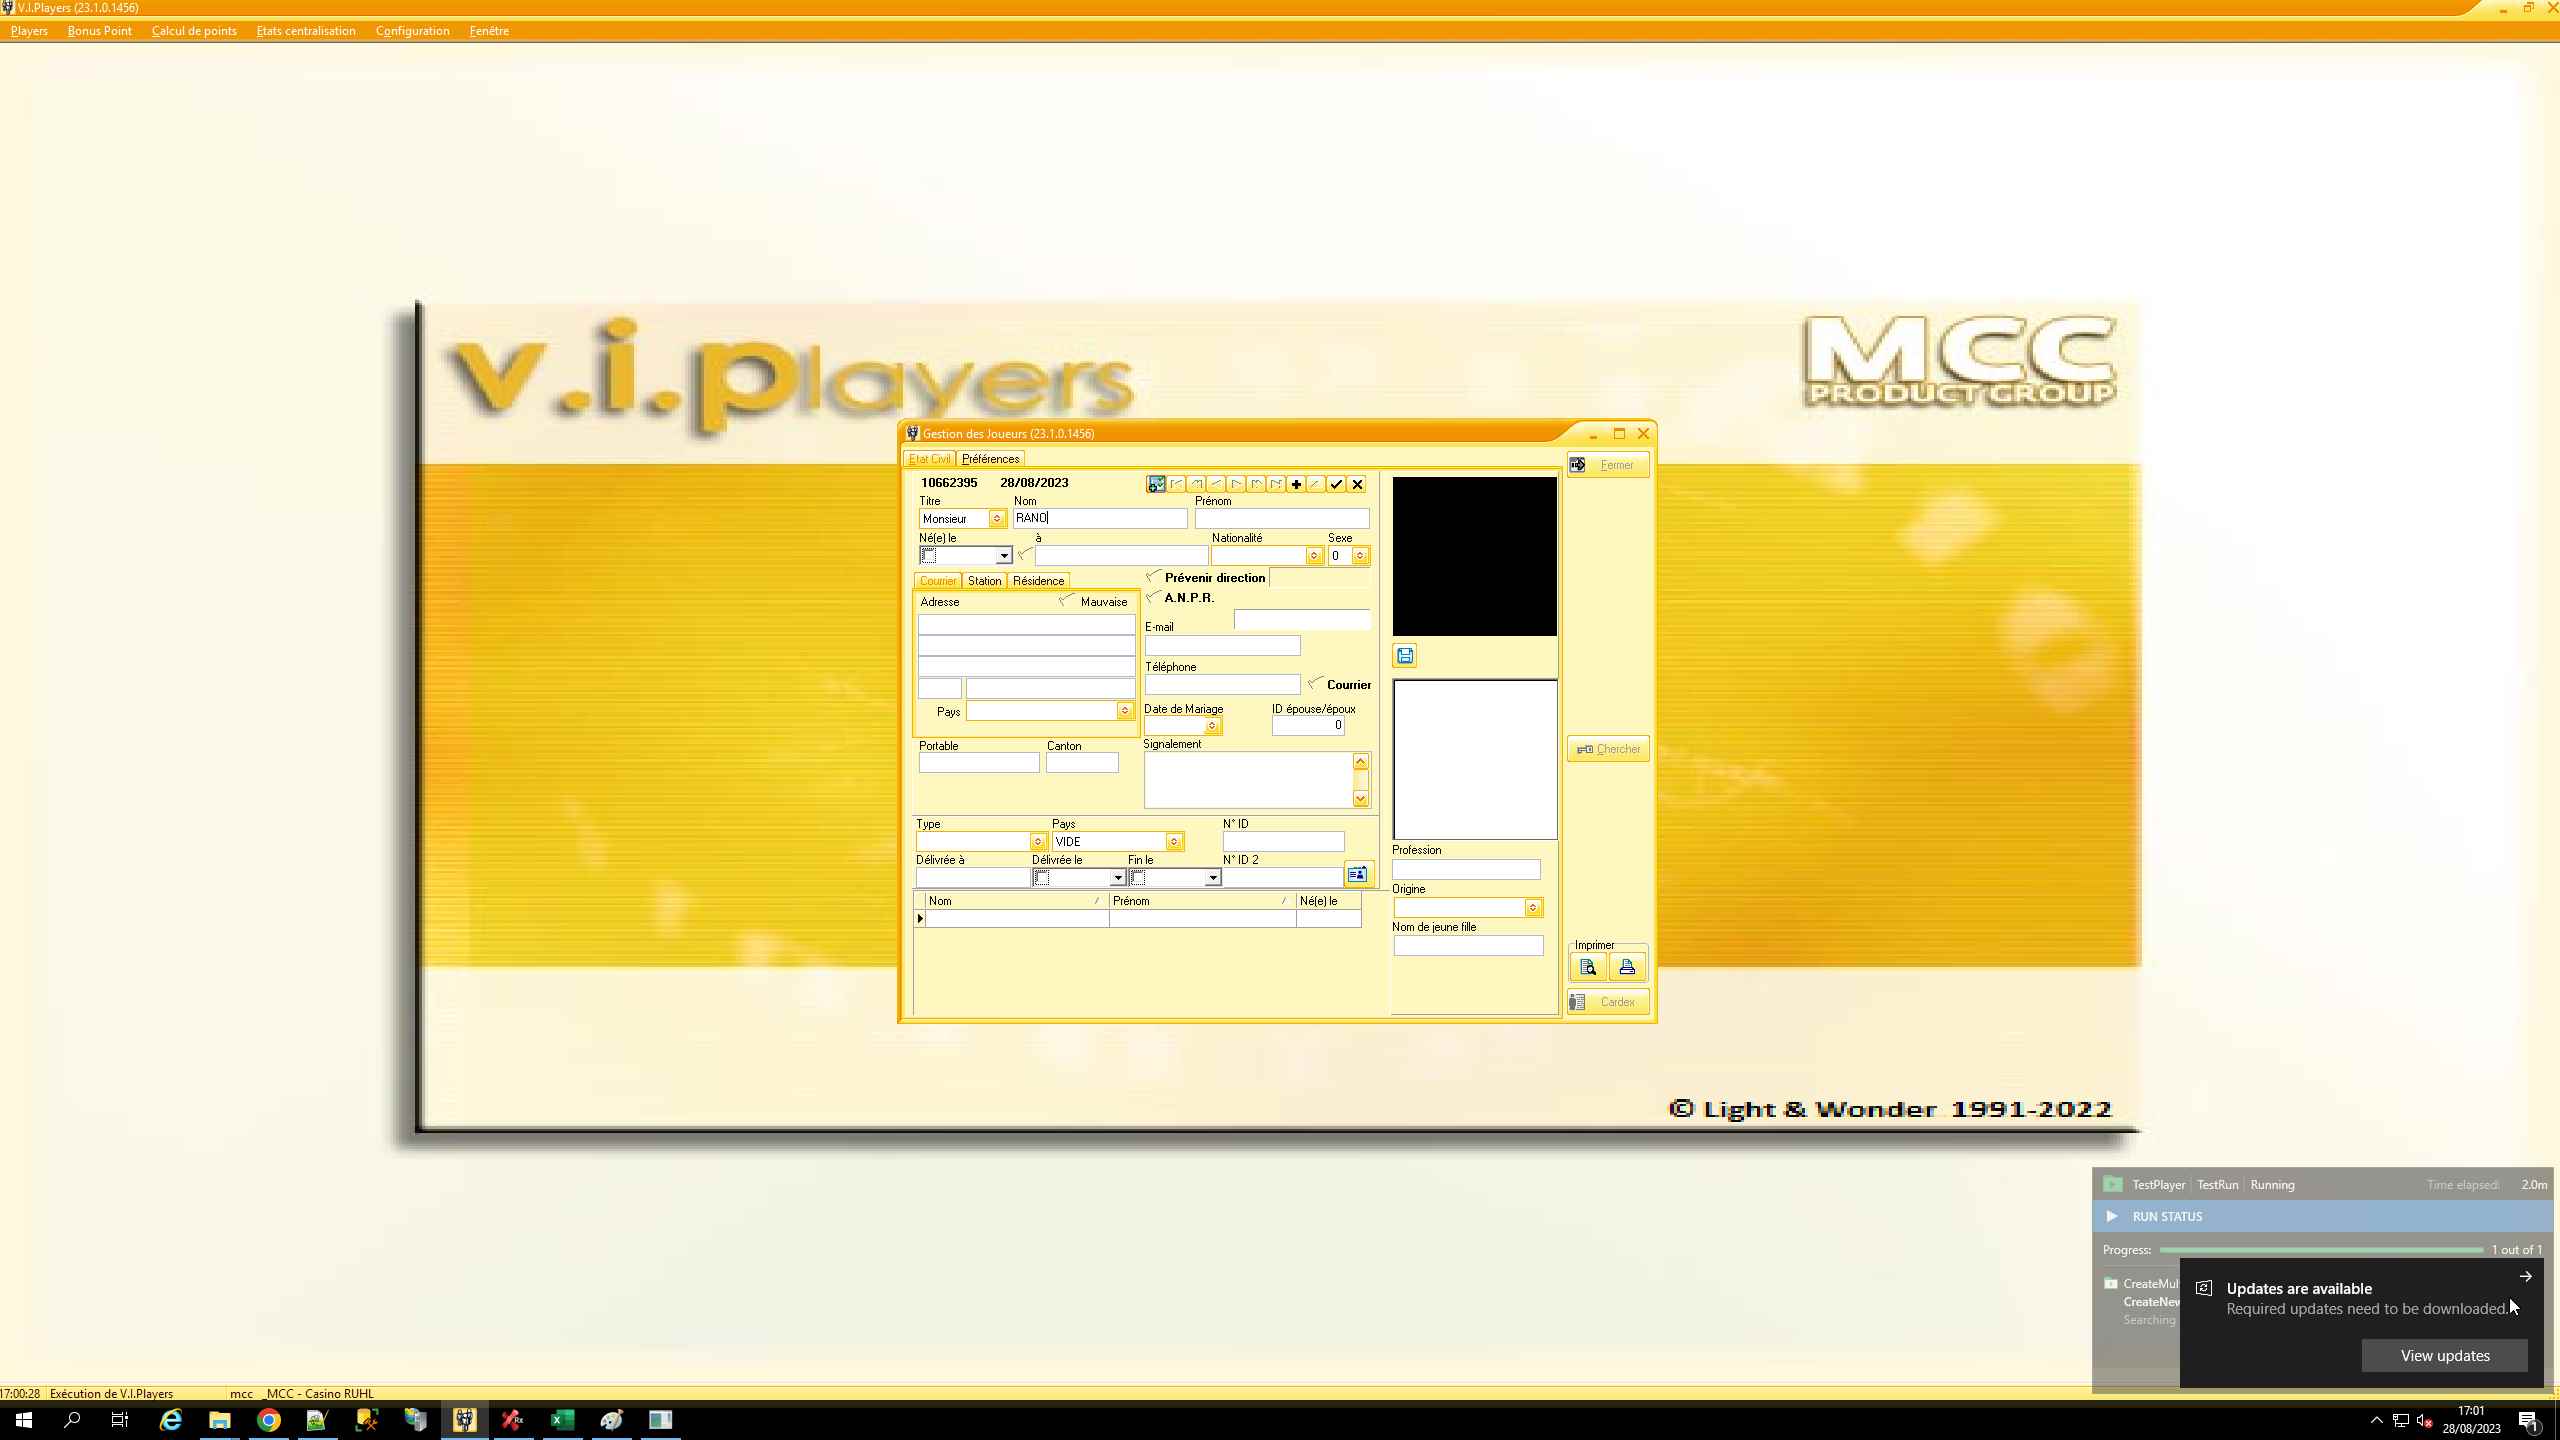 V.I.Players (23.1.0.1456)
Players Bonus Point Calcul de points Etats centralisation Configuration Fenêtre
v.i.players
MCC
PRODUCT GROUP
Gestion des Joueurs (23.1.0.1456)
Etat Civil Préférences
Fermer
10662395 28/08/2023
Titre Nom Prénom
Monsieur RANO
Né(e) le à Nationalité Sexe
0
Courrier Station Résidence Prévenir direction
Adresse Mauvaise A.N.P.R.
E-mail
Téléphone
Courrier
Pays Date de Mariage ID épouse/époux
0
Portable Canton Signalement
Chercher
Type Pays N° ID
VIDE
Délivrée à Délivrée le Fin le N° ID 2
Profession
Origine
Nom Prénom Né(e) le
Nom de jeune fille
Imprimer
Cardex
© Light & Wonder 1991-2022
TestPlayer TestRun Running Time elapsed: 2.0m
RUN STATUS
Progress: 1 out of 1
CreateMul
CreateNew
Searching
Updates are available
Required updates need to be downloaded.
View updates
17:00:28 Exécution de V.I.Players mcc _MCC - Casino RUHL
17:01
28/08/2023
1